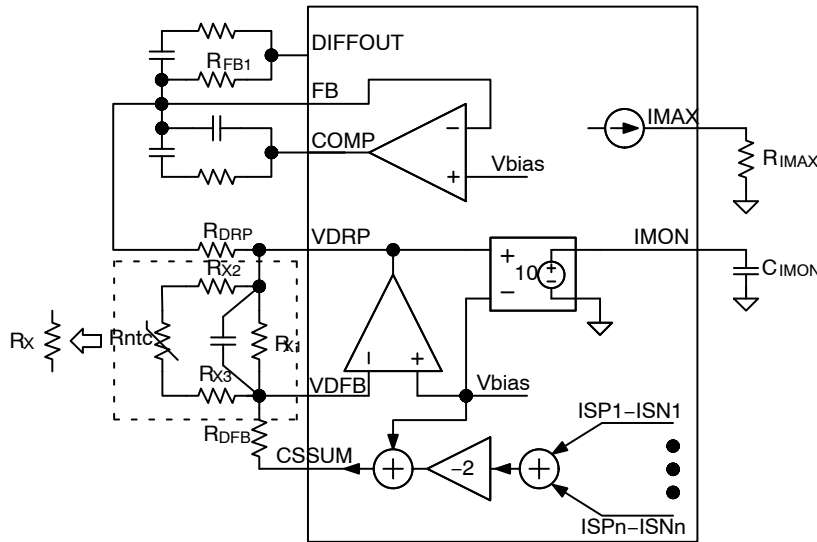 DIFFOUT
RFB1
FB
COMP
IMAX
Vbias
RIMAX
RDRP
VDRP
IMON
RX2
10
CIMON
RX
Rntc
RX1
RX3
VDFB
Vbias
RDFB
CSSUM
ISP1−ISN1
−2
ISPn−ISNn